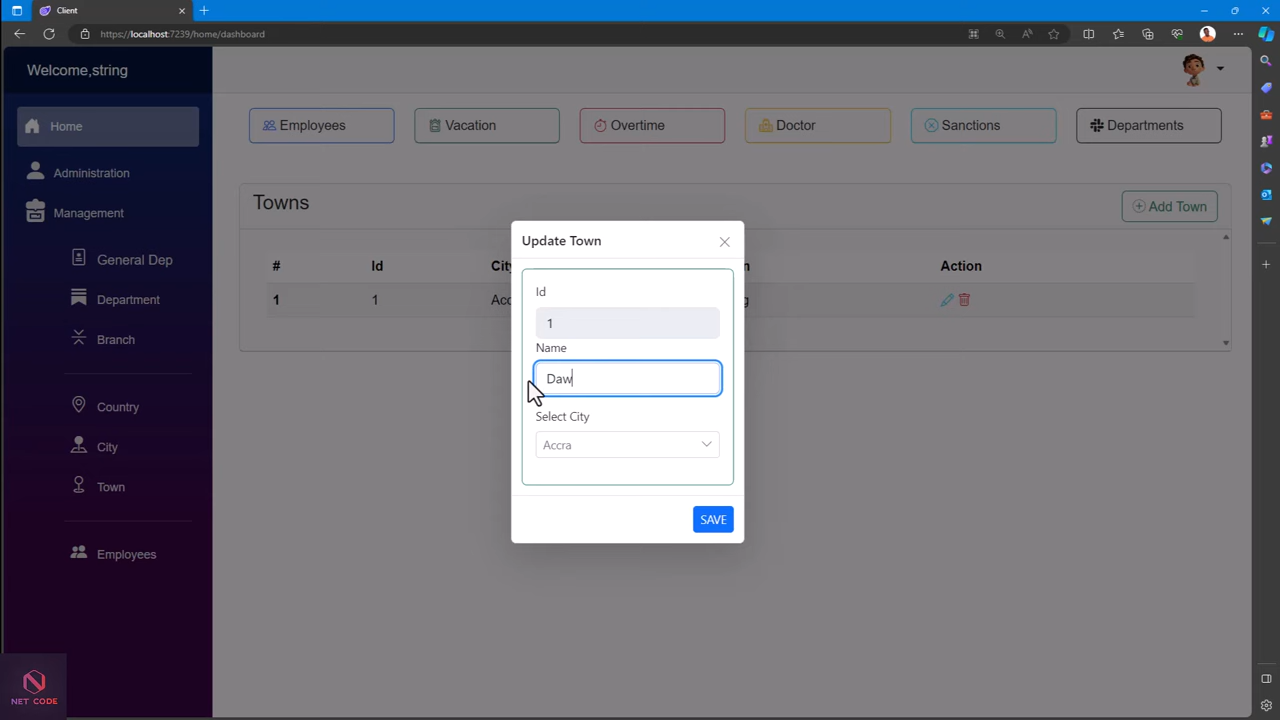 Client
https://localhost:7239/home/dashboard
Welcome,string
Home
Administration
Management
General Dep
Department
Branch
Country
City
Town
Employees
Employees
Vacation
Overtime
Doctor
Sanctions
Departments
Towns
Add Town
# Id Action
1 1
Update Town
Id
1
Name
Daw
Select City
Accra
SAVE
NET CODE